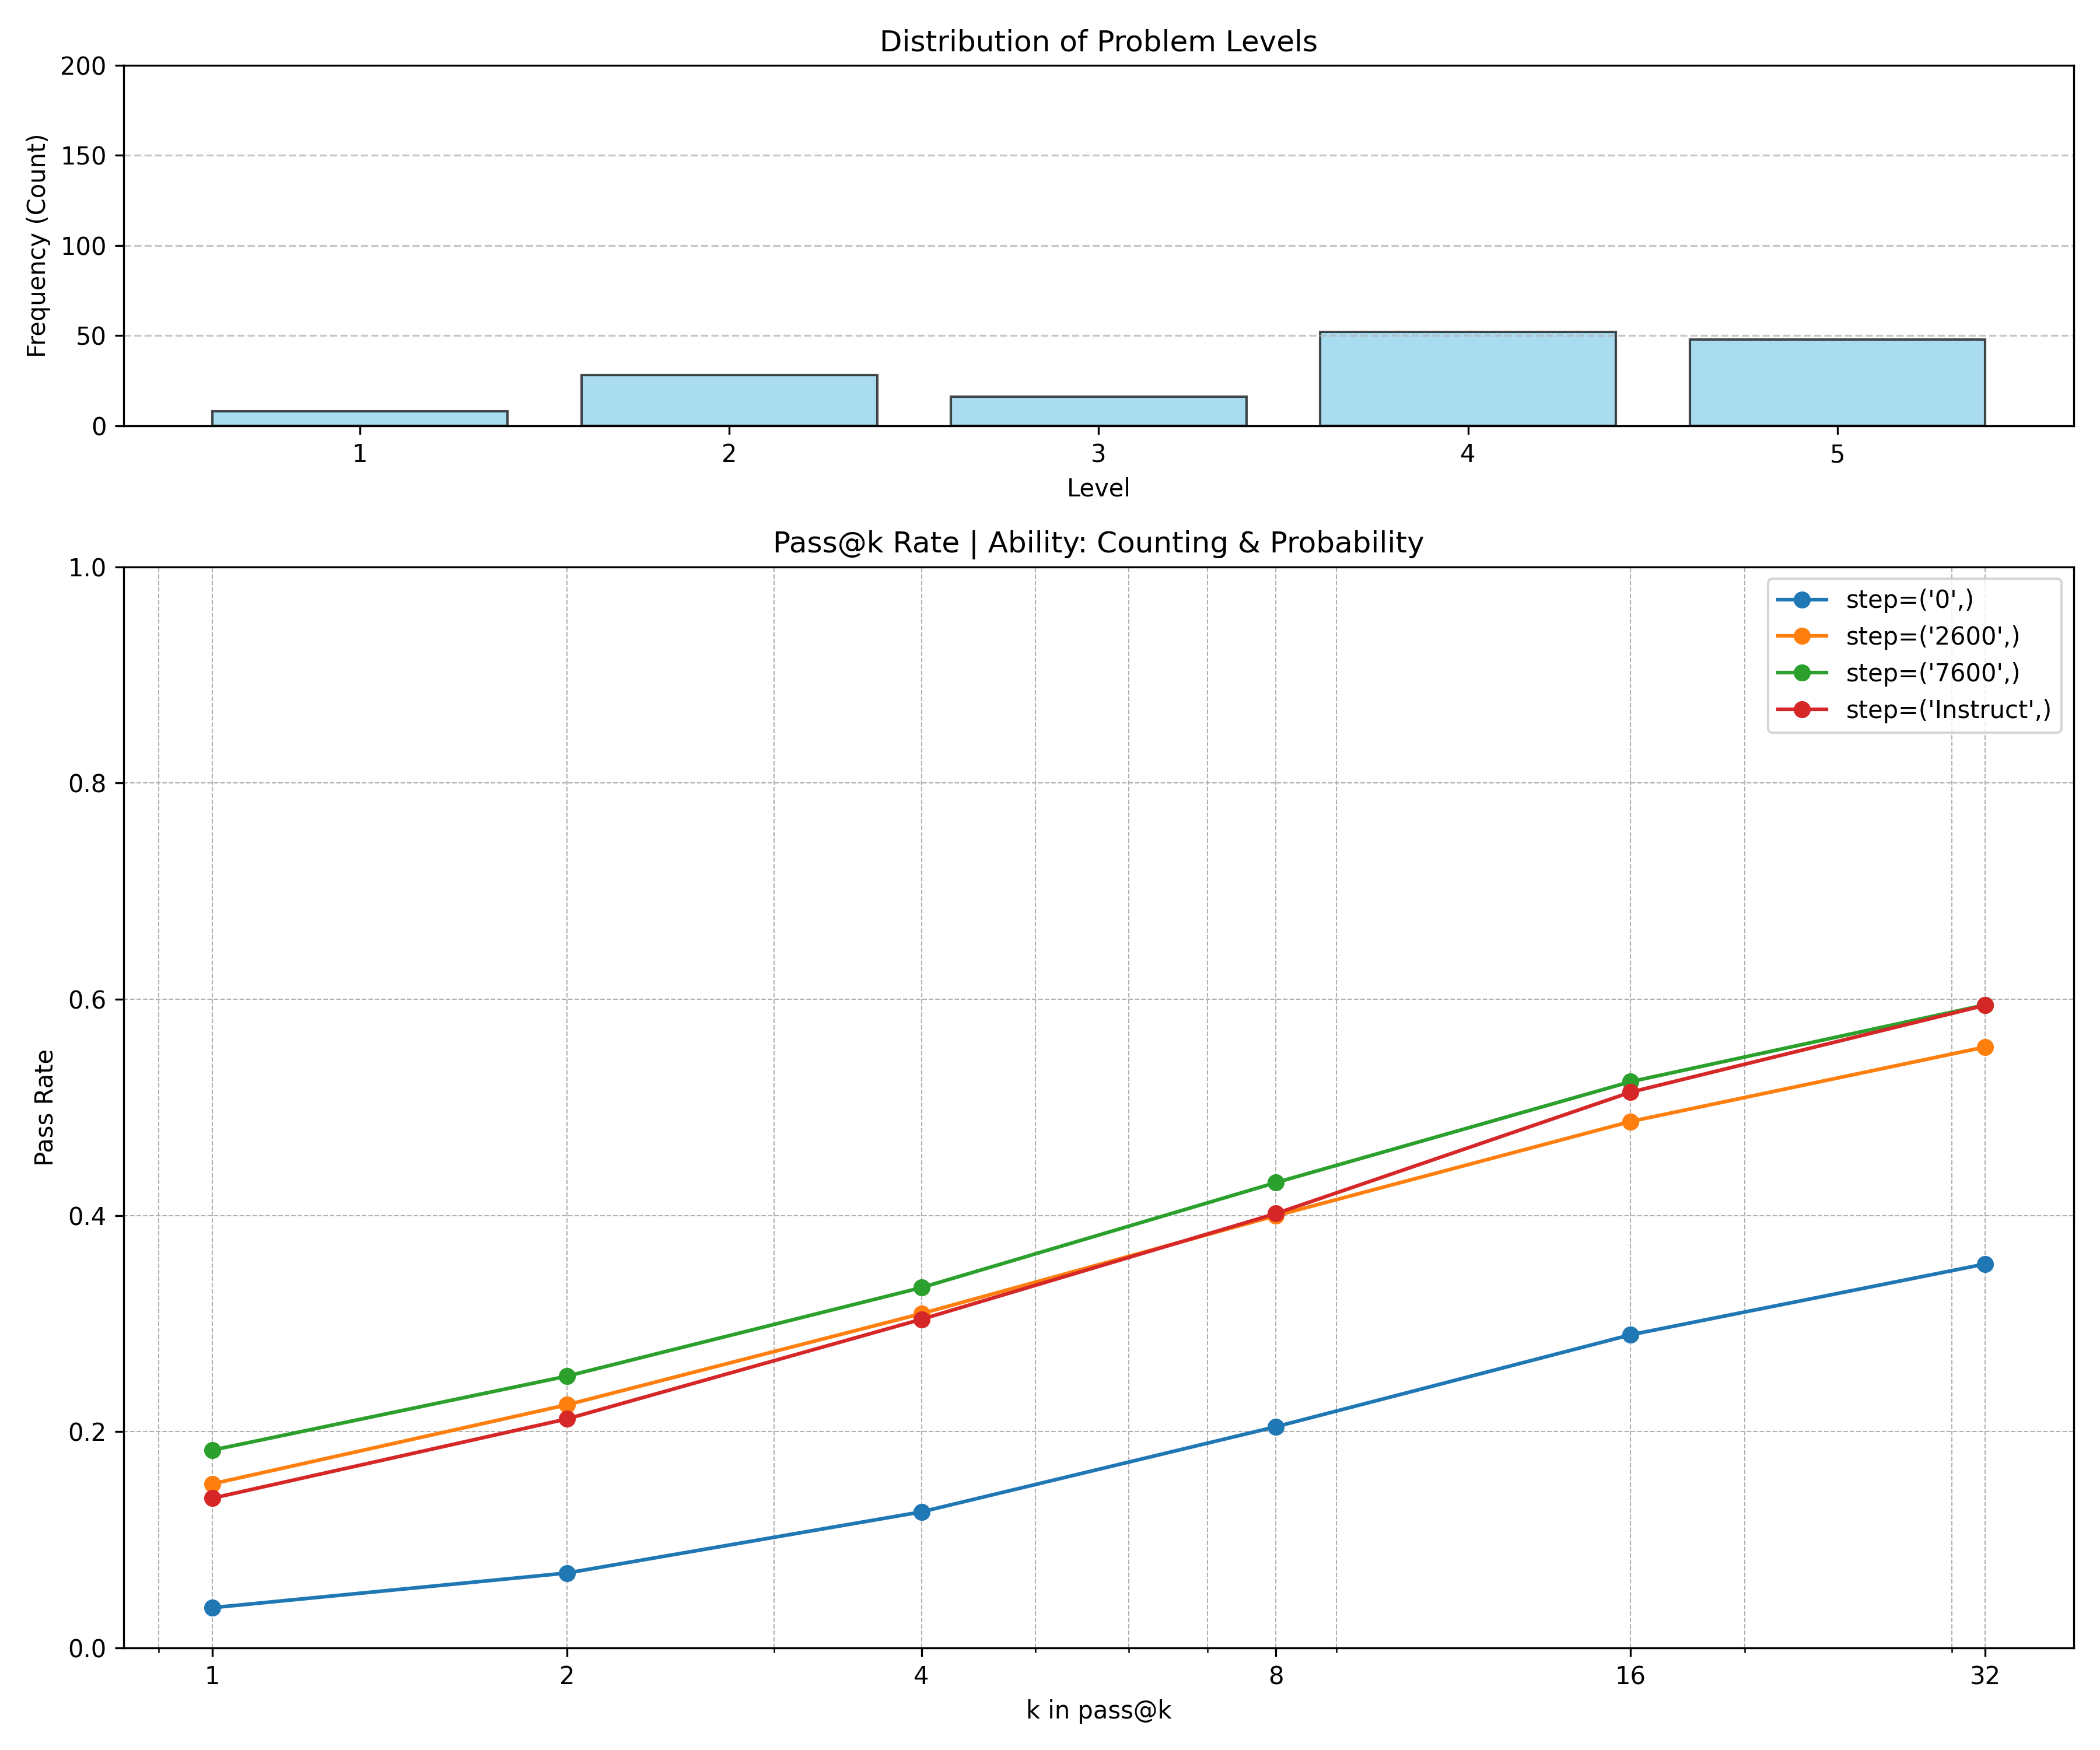 Distribution of Problem Levels
Frequency (Count)
200
150
100
50
0
1 2 3 4 5
Level
Pass@k Rate | Ability: Counting & Probability
Pass Rate
1.0
0.8
0.6
0.4
0.2
0.0
step=('0',)
step=('2600',)
step=('7600',)
step=('Instruct',)
1 2 4 8 16 32
k in pass@k